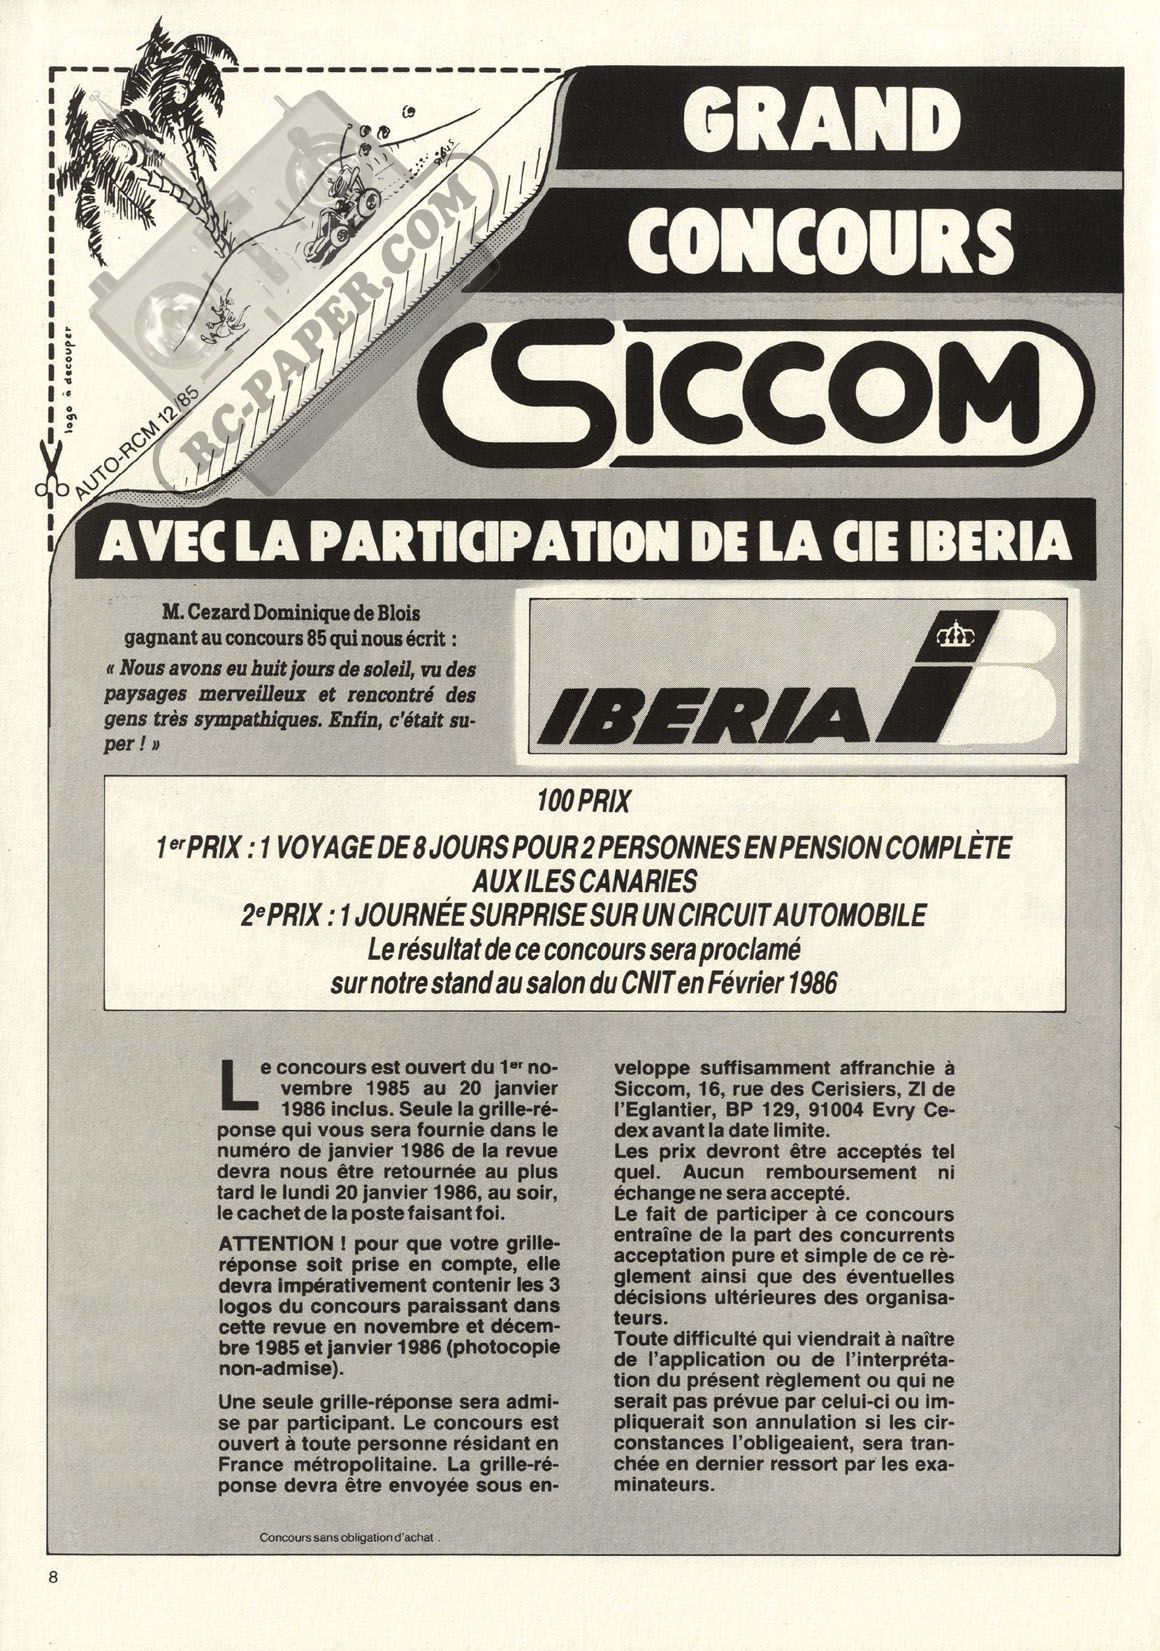 GRAND
CONCOURS
SICCOM
logo à decouper
AUTO-RCM 12/85
RC-PAPER.COM
AVEC LA PARTICIPATION DE LA CIE IBERIA
M. Cezard Dominique de Blois
gagnant au concours 85 qui nous écrit :
« Nous avons eu huit jours de soleil, vu des
paysages merveilleux et rencontré des
gens très sympathiques. Enfin, c'était su-
per ! »
IBERIA
100 PRIX
1er PRIX : 1 VOYAGE DE 8 JOURS POUR 2 PERSONNES EN PENSION COMPLÈTE
AUX ILES CANARIES
2e PRIX : 1 JOURNÉE SURPRISE SUR UN CIRCUIT AUTOMOBILE
Le résultat de ce concours sera proclamé
sur notre stand au salon du CNIT en Février 1986
Le concours est ouvert du 1er no-
vembre 1985 au 20 janvier
1986 inclus. Seule la grille-ré-
ponse qui vous sera fournie dans le
numéro de janvier 1986 de la revue
devra nous être retournée au plus
tard le lundi 20 janvier 1986, au soir,
le cachet de la poste faisant foi.
ATTENTION ! pour que votre grille-
réponse soit prise en compte, elle
devra impérativement contenir les 3
logos du concours paraissant dans
cette revue en novembre et décem-
bre 1985 et janvier 1986 (photocopie
non-admise).
Une seule grille-réponse sera admi-
se par participant. Le concours est
ouvert à toute personne résidant en
France métropolitaine. La grille-ré-
ponse devra être envoyée sous en-
veloppe suffisamment affranchie à
Siccom, 16, rue des Cerisiers, ZI de
l'Eglantier, BP 129, 91004 Evry Ce-
dex avant la date limite.
Les prix devront être acceptés tel
quel. Aucun remboursement ni
échange ne sera accepté.
Le fait de participer à ce concours
entraîne de la part des concurrents
acceptation pure et simple de ce rè-
glement ainsi que des éventuelles
décisions ultérieures des organisa-
teurs.
Toute difficulté qui viendrait à naître
de l'application ou de l'interpréta-
tion du présent règlement ou qui ne
serait pas prévue par celui-ci ou im-
pliquerait son annulation si les cir-
constances l'obligeaient, sera tran-
chée en dernier ressort par les exa-
minateurs.
Concours sans obligation d'achat .
8